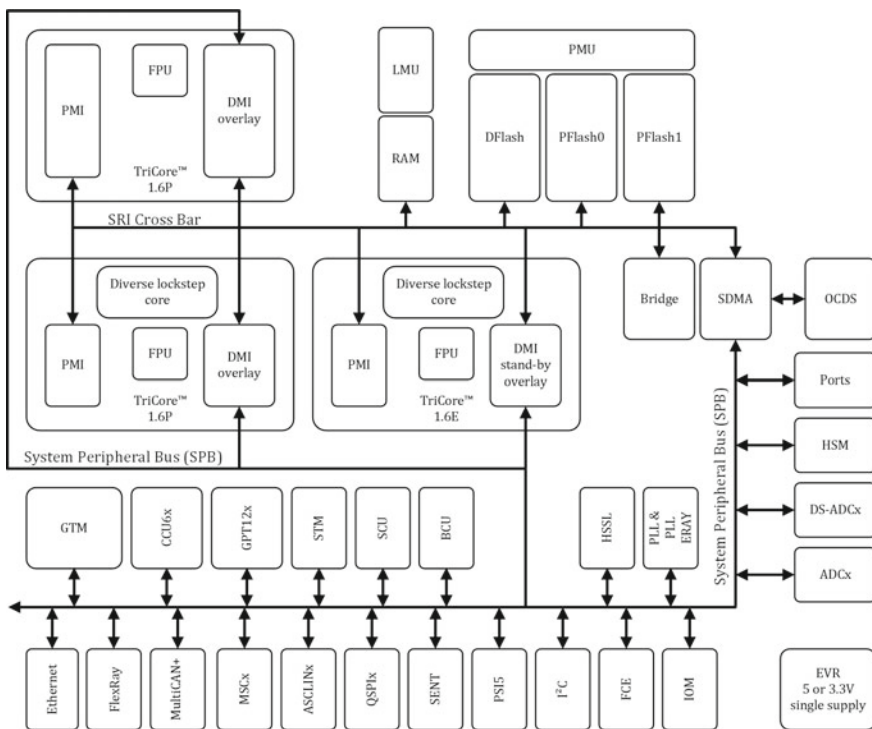 PMI
FPU
DMI
overlay
TriCore™
1.6P
LMU
RAM
PMU
DFlash
PFlash0
PFlash1
SRI Cross Bar
Diverse lockstep
core
PMI
FPU
DMI
overlay
TriCore™
1.6P
Diverse lockstep
core
PMI
FPU
DMI
stand-by
overlay
TriCore™
1.6E
Bridge
SDMA
OCDS
Ports
HSM
DS-ADCx
ADCx
System Peripheral Bus (SPB)
System Peripheral Bus (SPB)
GTM
CCU6x
GPT12x
STM
SCU
BCU
HSSL
PLL &
PLL
ERAY
Ethernet
FlexRay
MultiCAN+
MSCx
ASCLINx
QSPIx
SENT
PSI5
I²C
FCE
IOM
EVR
5 or 3.3V
single supply